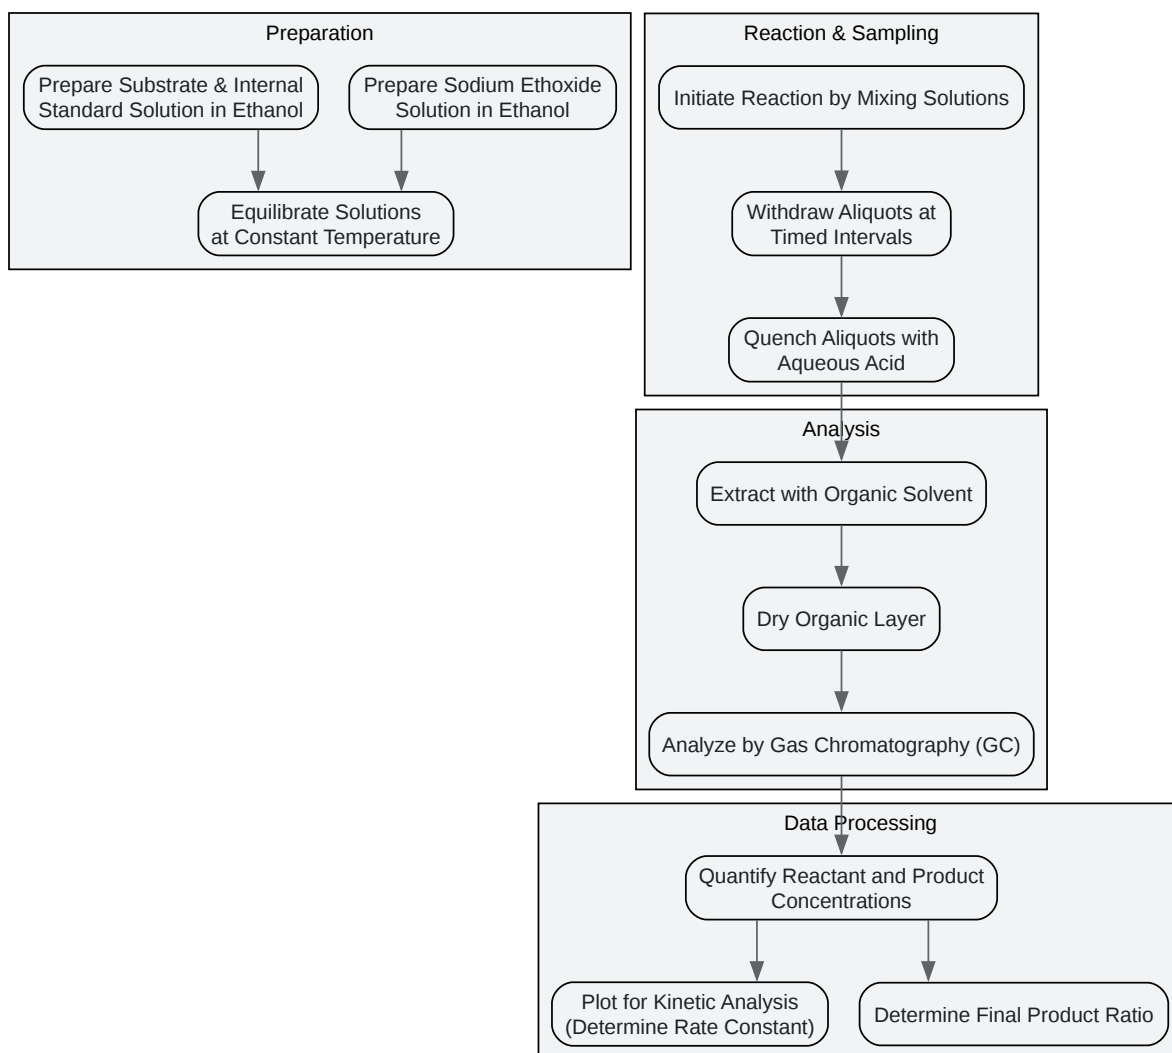 Preparation
Prepare Substrate & Internal
Standard Solution in Ethanol
Prepare Sodium Ethoxide
Solution in Ethanol
Equilibrate Solutions
at Constant Temperature
Reaction & Sampling
Initiate Reaction by Mixing Solutions
Withdraw Aliquots at
Timed Intervals
Quench Aliquots with
Aqueous Acid
Analysis
Extract with Organic Solvent
Dry Organic Layer
Analyze by Gas Chromatography (GC)
Data Processing
Quantify Reactant and Product
Concentrations
Plot for Kinetic Analysis
(Determine Rate Constant)
Determine Final Product Ratio